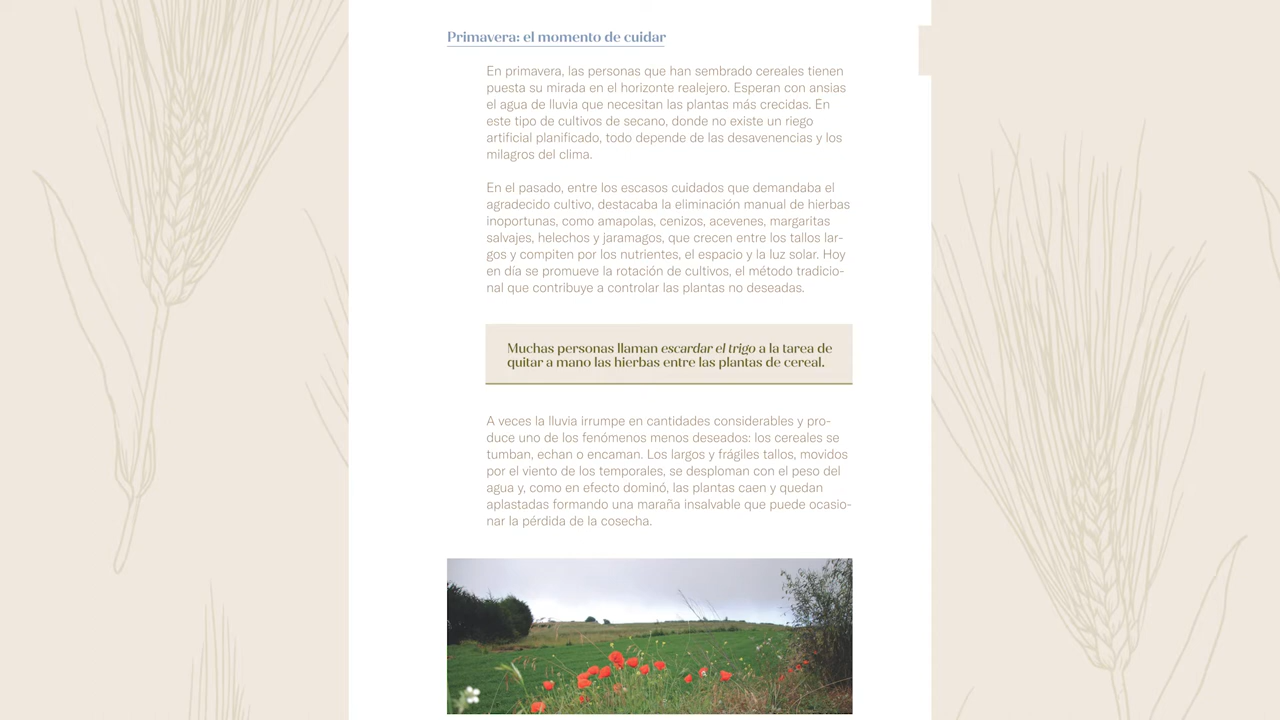 Primavera: el momento de cuidar
En primavera, las personas que han sembrado cereales tienen
puesta su mirada en el horizonte realejero. Esperan con ansias
el agua de lluvia que necesitan las plantas más crecidas. En
este tipo de cultivos de secano, donde no existe un riego
artificial planificado, todo depende de las desavenencias y los
milagros del clima.
En el pasado, entre los escasos cuidados que demandaba el
agradecido cultivo, destacaba la eliminación manual de hierbas
inoportunas, como amapolas, cenizos, acevenes, margaritas
salvajes, helechos y jaramagos, que crecen entre los tallos lar-
gos y compiten por los nutrientes, el espacio y la luz solar. Hoy
en día se promueve la rotación de cultivos, el método tradicio-
nal que contribuye a controlar las plantas no deseadas.
Muchas personas llaman escardar el trigo a la tarea de
quitar a mano las hierbas entre las plantas de cereal.
A veces la lluvia irrumpe en cantidades considerables y pro-
duce uno de los fenómenos menos deseados: los cereales se
tumban, echan o encaman. Los largos y frágiles tallos, movidos
por el viento de los temporales, se desploman con el peso del
agua y, como en efecto dominó, las plantas caen y quedan
aplastadas formando una maraña insalvable que puede ocasio-
nar la pérdida de la cosecha.